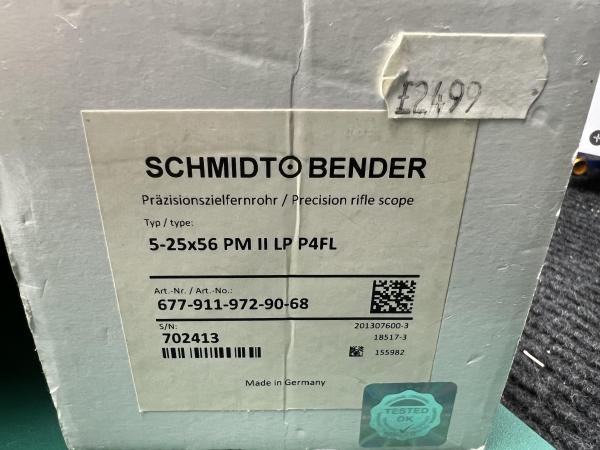 £2499
SCHMIDT BENDER
Präzisionszielfernrohr / Precision rifle scope
Typ / type:
5-25x56 PM II LP P4FL
Art.-Nr. / Art.-No.:
677-911-972-90-68
S/N:
702413
201307600-3
18517-3
155982
Made in Germany
TESTED
OK